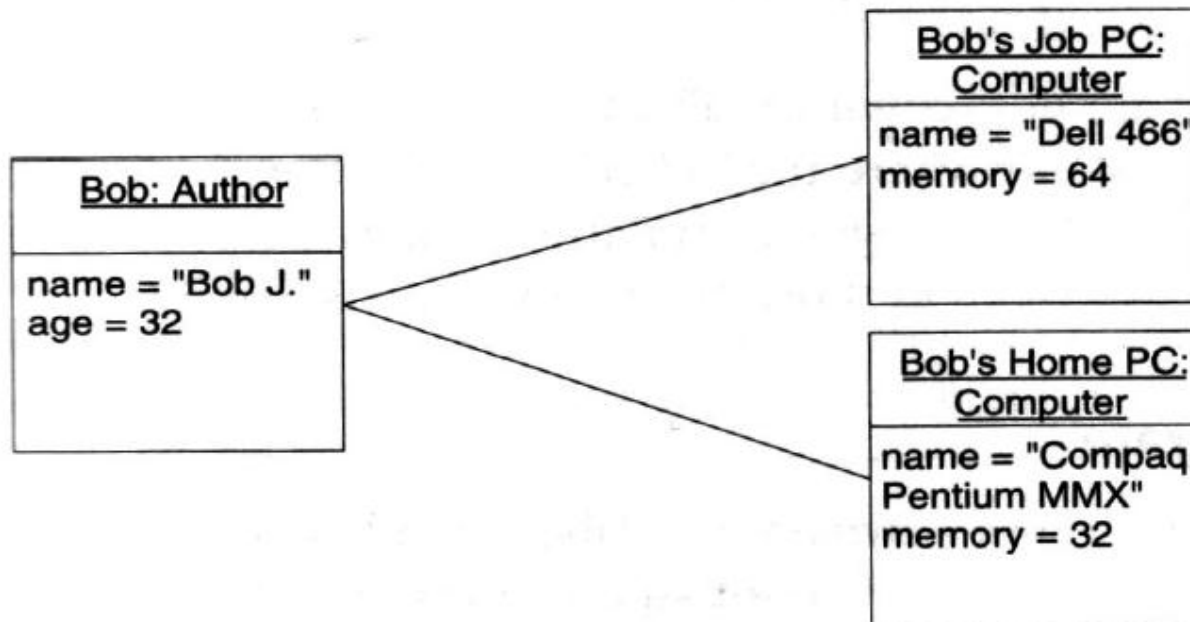 Bob: Author
name = "Bob J."
age = 32
Bob's Job PC:
Computer
name = "Dell 466"
memory = 64
Bob's Home PC:
Computer
name = "Compaq
Pentium MMX"
memory = 32